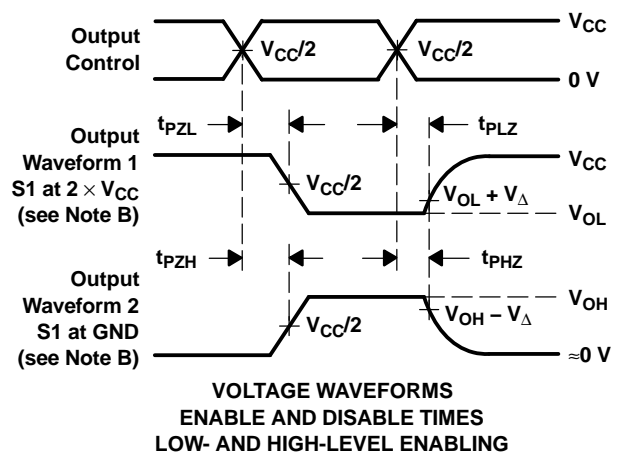 Output
Control
V_CC/2
V_CC/2
V_CC
0 V
t_PZL
t_PLZ
Output
Waveform 1
S1 at 2 × V_CC
(see Note B)
V_CC/2
V_CC
V_OL + V_Δ
V_OL
t_PZH
t_PHZ
Output
Waveform 2
S1 at GND
(see Note B)
V_CC/2
V_OH
V_OH − V_Δ
≈0 V
VOLTAGE WAVEFORMS
ENABLE AND DISABLE TIMES
LOW- AND HIGH-LEVEL ENABLING